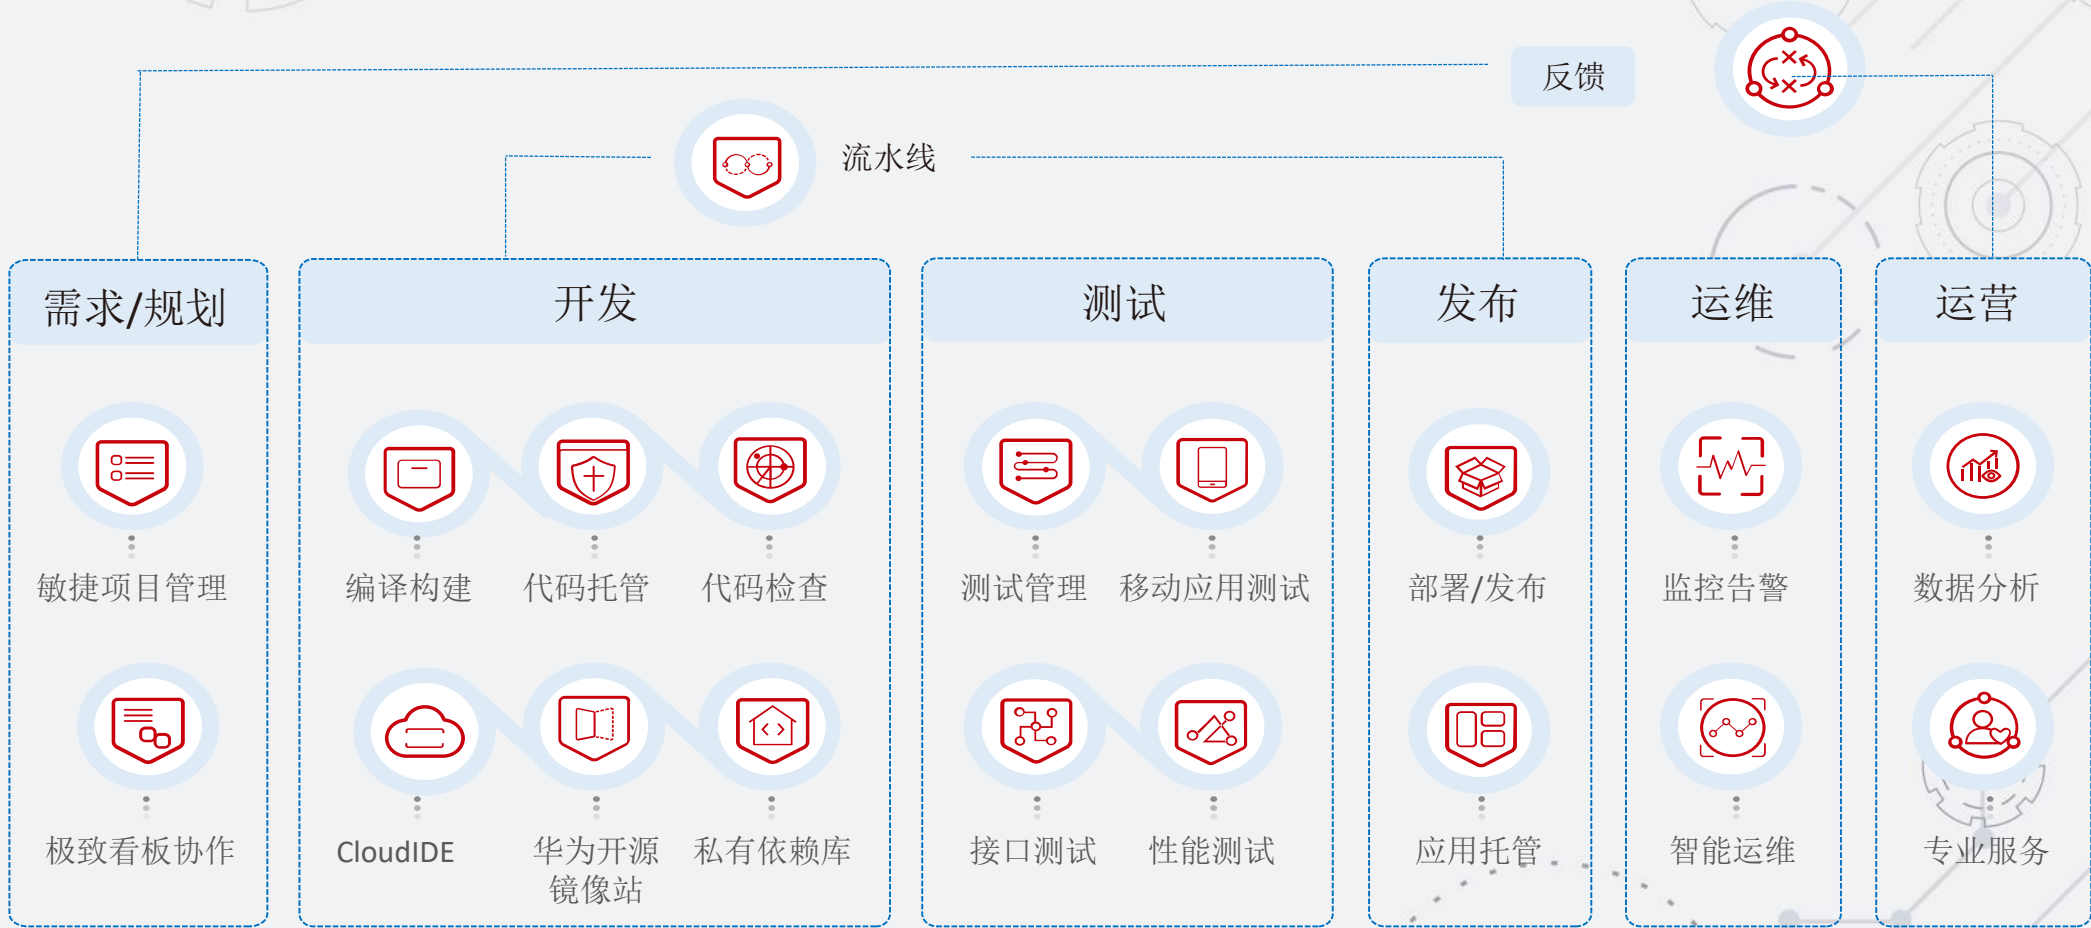 反馈
流水线
需求/规划
开发
测试
发布
运维
运营
敏捷项目管理
编译构建
代码托管
代码检查
测试管理
移动应用测试
部署/发布
监控告警
数据分析
极致看板协作
CloudIDE
华为开源
镜像站
私有依赖库
接口测试
性能测试
应用托管
智能运维
专业服务